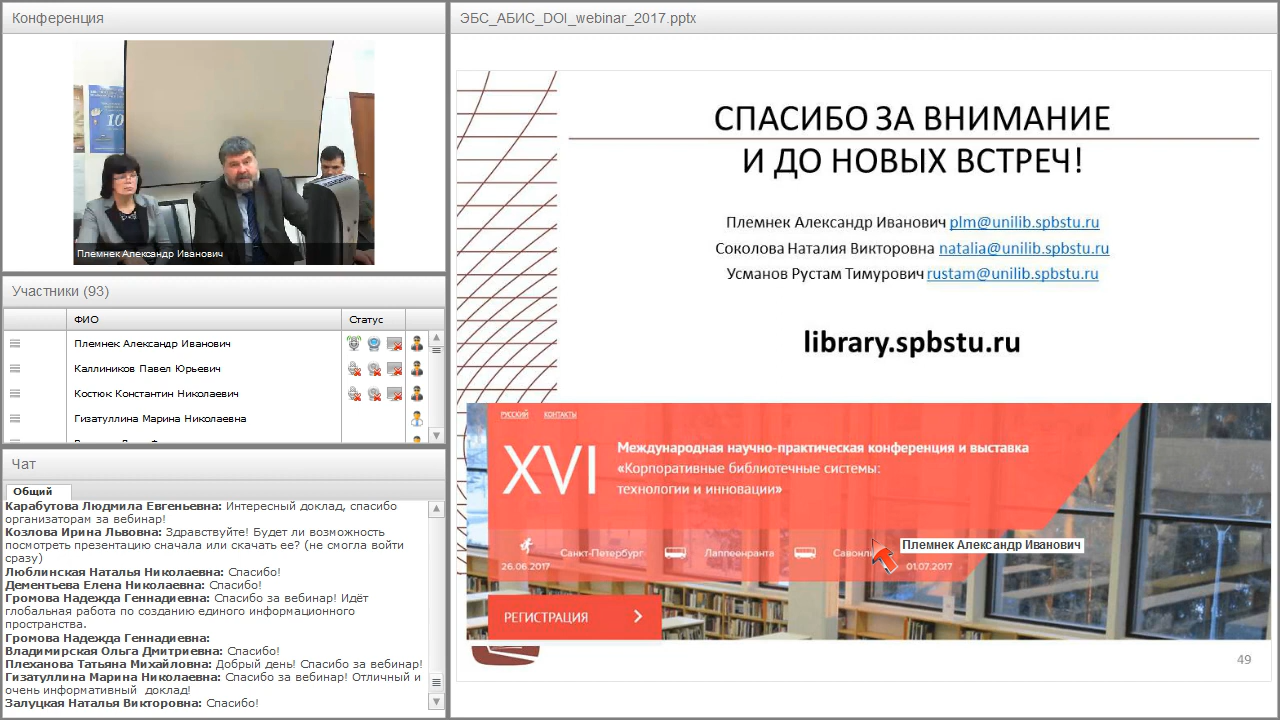 Конференция
10
Племнек Александр Иванович
Участники (93)
ФИО
Статус
Племнек Александр Иванович
Каллиников Павел Юрьевич
Костюк Константин Николаевич
Гизатуллина Марина Николаевна
Чат
Общий
Карабутова Людмила Евгеньевна: Интересный доклад, спасибо
организаторам за вебинар!
Козлова Ирина Львовна: Здравствуйте! Будет ли возможность
посмотреть презентацию сначала или скачать ее? (не смогла войти
сразу)
Люблинская Наталья Николаевна: Спасибо!
Дементьева Елена Николаевна: Спасибо!
Громова Надежда Геннадиевна: Спасибо за вебинар! Идёт
глобальная работа по созданию единого информационного
пространства.
Громова Надежда Геннадиевна:
Владимирская Ольга Дмитриевна: Спасибо!
Плеханова Татьяна Михайловна: Добрый день! Спасибо за вебинар!
Гизатуллина Марина Николаевна: Спасибо за вебинар! Отличный и
очень информативный доклад!
Залуцкая Наталья Викторовна: Спасибо!
ЭБС_АБИС_DOI_webinar_2017.pptx
СПАСИБО ЗА ВНИМАНИЕ
И ДО НОВЫХ ВСТРЕЧ!
Племнек Александр Иванович plm@unilib.spbstu.ru
Соколова Наталия Викторовна natalia@unilib.spbstu.ru
Усманов Рустам Тимурович rustam@unilib.spbstu.ru
library.spbstu.ru
РУССКИЙ КОНТАКТЫ
XVI
Международная научно-практическая конференция и выставка
«Корпоративные библиотечные системы:
технологии и инновации»
Санкт-Петербург Лаппеенранта Савонл
Племнек Александр Иванович
26.06.2017 01.07.2017
РЕГИСТРАЦИЯ
49